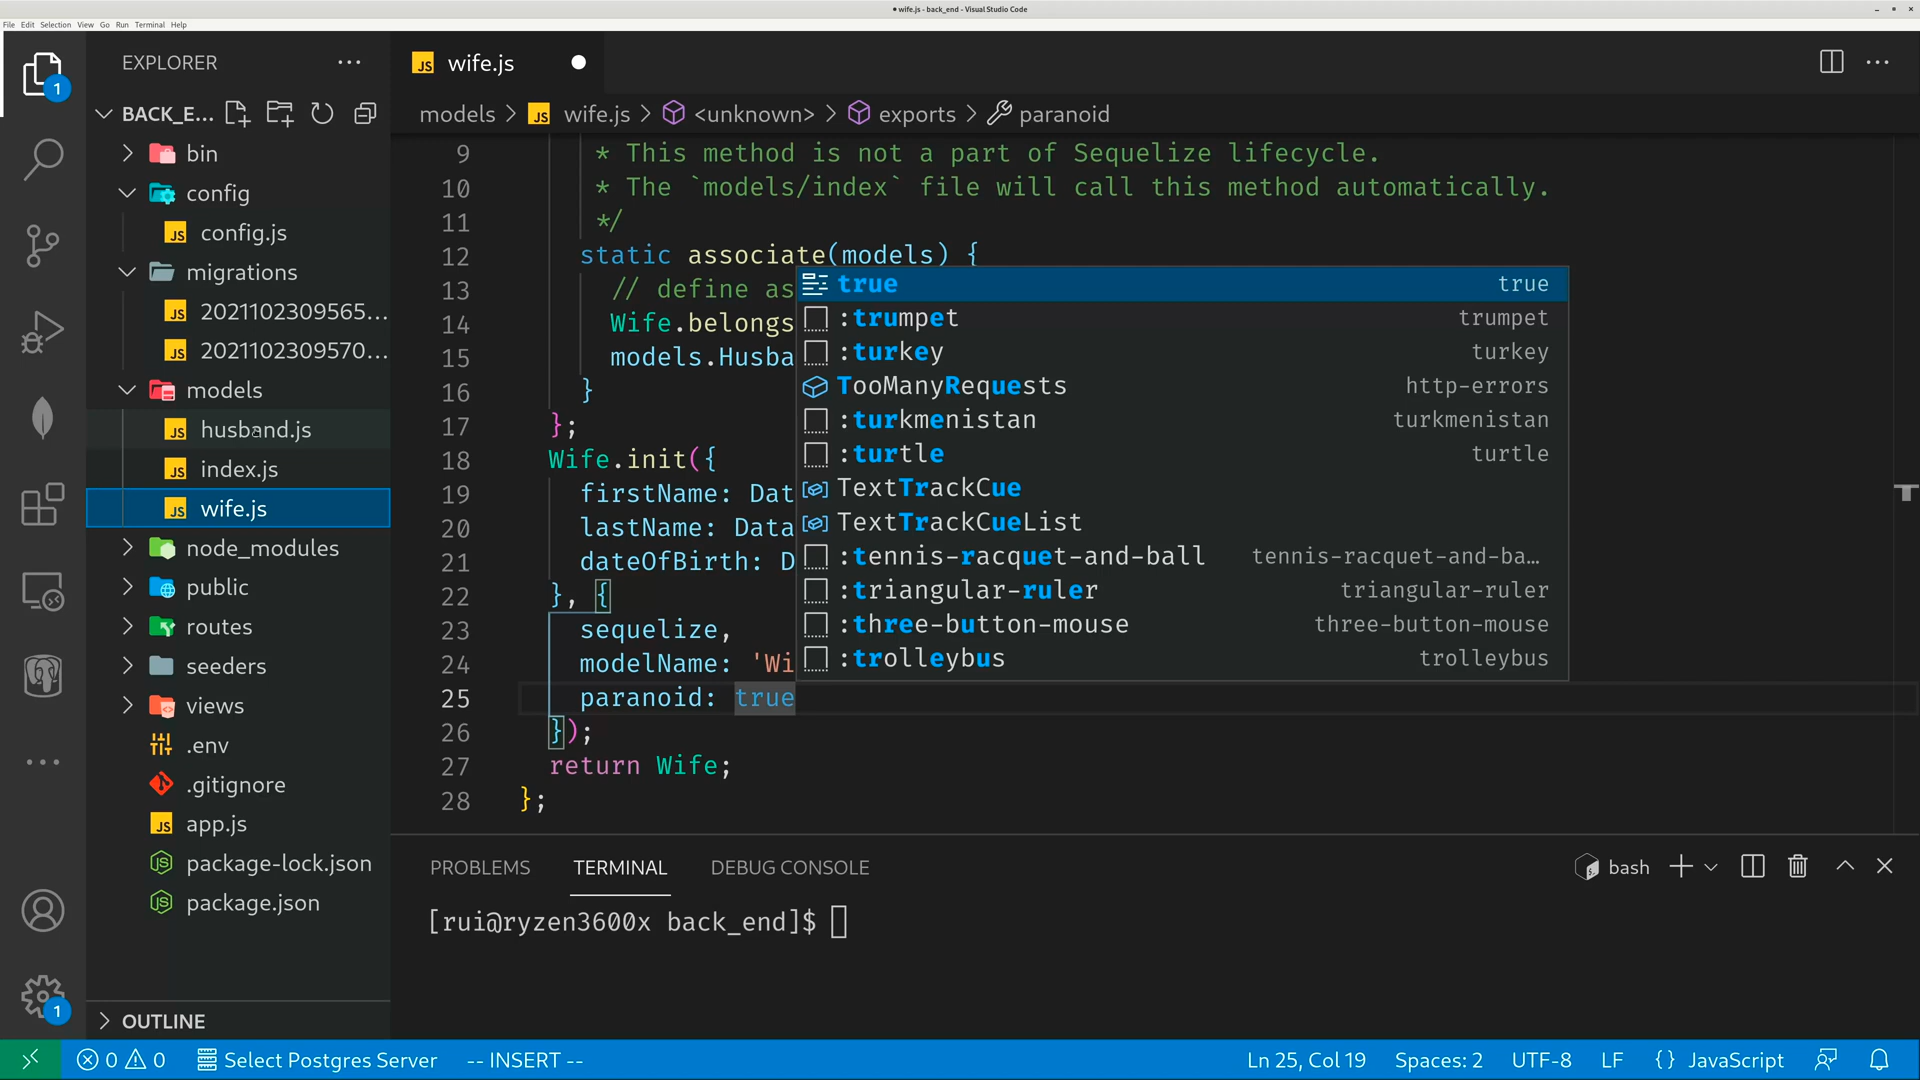 ● wife.js - back_end - Visual Studio Code
File Edit Selection View Go Run Terminal Help
EXPLORER
BACK_E...
bin
config
config.js
migrations
2021102309565...
2021102309570...
models
husband.js
index.js
wife.js
node_modules
public
routes
seeders
views
.env
.gitignore
app.js
package-lock.json
package.json
OUTLINE
1
1
wife.js
models > wife.js > <unknown> > exports > paranoid
9 * This method is not a part of Sequelize lifecycle.
10 * The `models/index` file will call this method automatically.
11 */
12 static associate(models) {
13 // define as
14 Wife.belongs
15 models.Husba
16 }
17 };
18 Wife.init({
19 firstName: Dat
20 lastName: Data
21 dateOfBirth: D
22 }, {
23 sequelize,
24 modelName: 'Wi
25 paranoid: true
26 });
27 return Wife;
28 };
true true
:trumpet trumpet
:turkey turkey
TooManyRequests http-errors
:turkmenistan turkmenistan
:turtle turtle
TextTrackCue
TextTrackCueList
:tennis-racquet-and-ball tennis-racquet-and-ba...
:triangular-ruler triangular-ruler
:three-button-mouse three-button-mouse
:trolleybus trolleybus
PROBLEMS TERMINAL DEBUG CONSOLE
bash
[rui@ryzen3600x back_end]$
0 0 Select Postgres Server -- INSERT -- Ln 25, Col 19 Spaces: 2 UTF-8 LF {} JavaScript